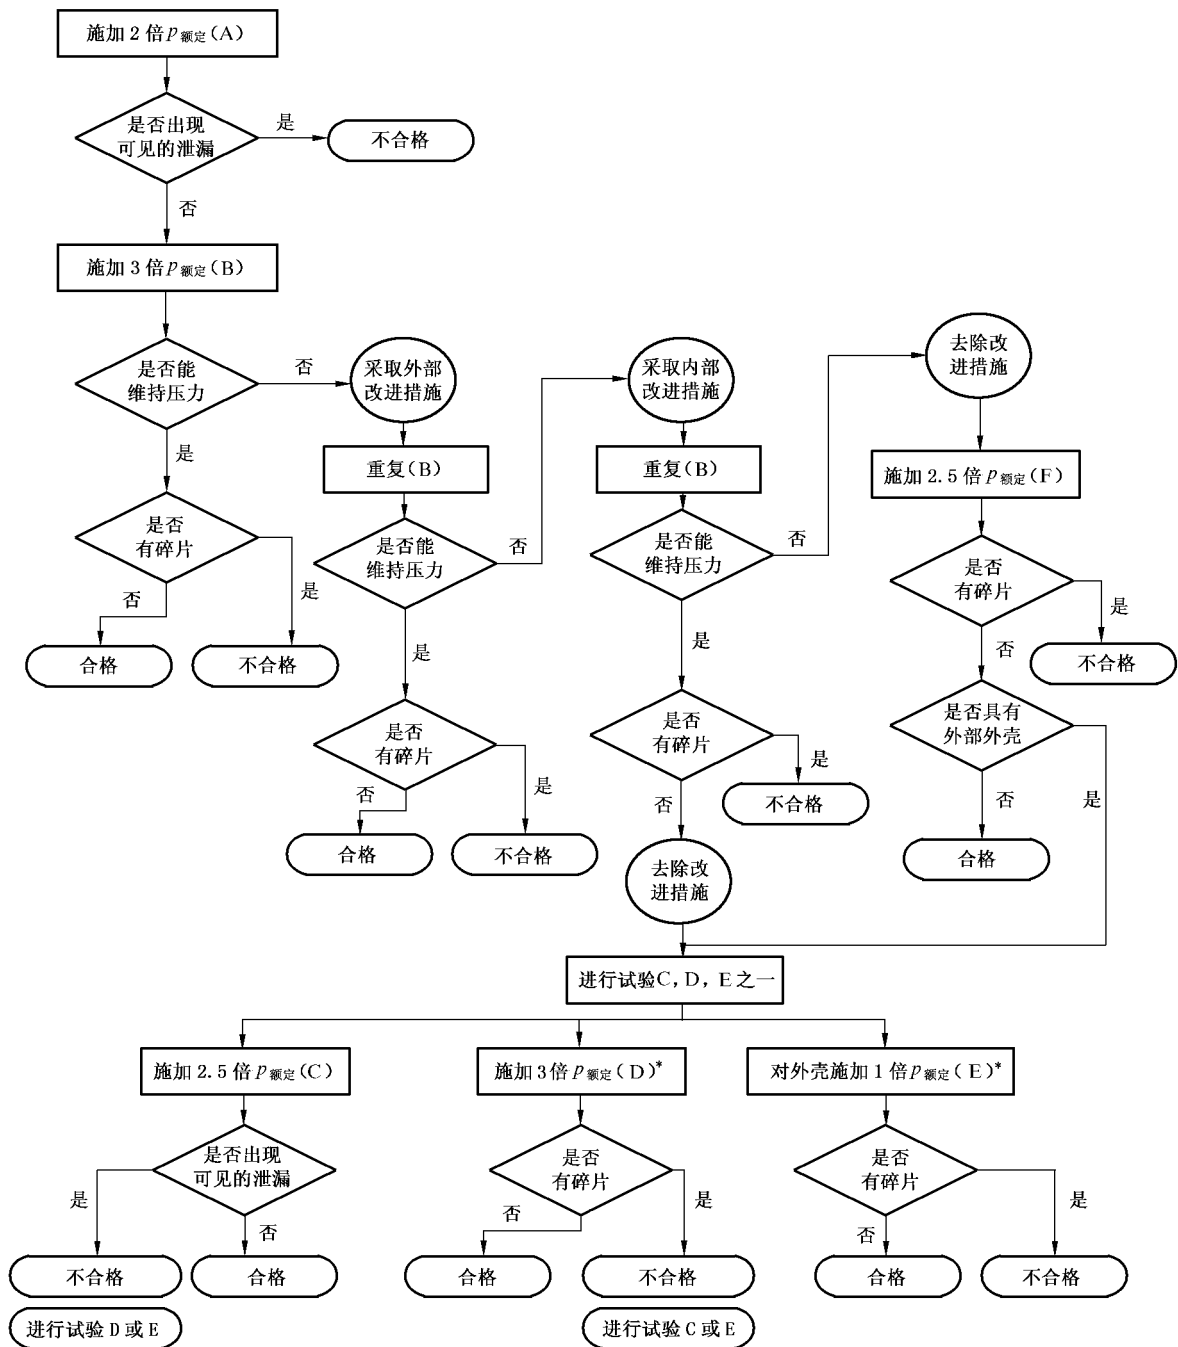 施加2倍p额定(A)
是否出现
可见的泄漏
是
不合格
否
施加3倍p额定(B)
是否能
维持压力
否
采取外部
改进措施
采取内部
改进措施
去除改
进措施
是
重复(B)
重复(B)
施加2.5倍p额定(F)
是否
有碎片
是否能
维持压力
否
是否能
维持压力
否
是否
有碎片
否
是
是
合格
不合格
是
是
否
不合格
是否
有碎片
是否
有碎片
是否具有
外部外壳
否
是
否
是
否
是
合格
不合格
不合格
合格
去除改
进措施
进行试验C,D,E之一
施加2.5倍p额定(C)
施加3倍p额定(D)*
对外壳施加1倍p额定(E)*
是否出现
可见的泄漏
是否
有碎片
是否
有碎片
是
否
否
是
否
是
不合格
合格
合格
不合格
合格
不合格
进行试验D或E
进行试验C或E